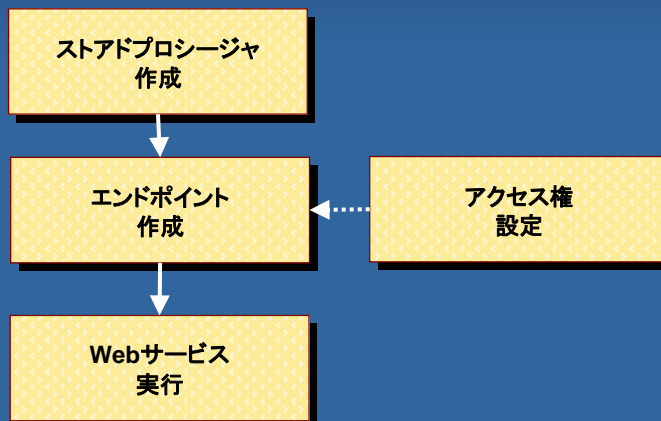 ストアドプロシージャ
作成
エンドポイント
作成
アクセス権
設定
Webサービス
実行